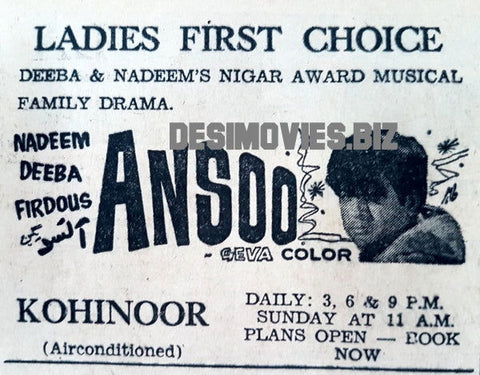 LADIES FIRST CHOICE
DEEBA & NADEEM'S NIGAR AWARD MUSICAL
FAMILY DRAMA.
DESIMOVIES.BIZ
NADEEM
DEEBA
FIRDOUS
آنسو
ANSOO
GEVA COLOR
KOHINOOR
(Airconditioned)
DAILY: 3, 6 & 9 P.M.
SUNDAY AT 11 A.M.
PLANS OPEN — BOOK
NOW